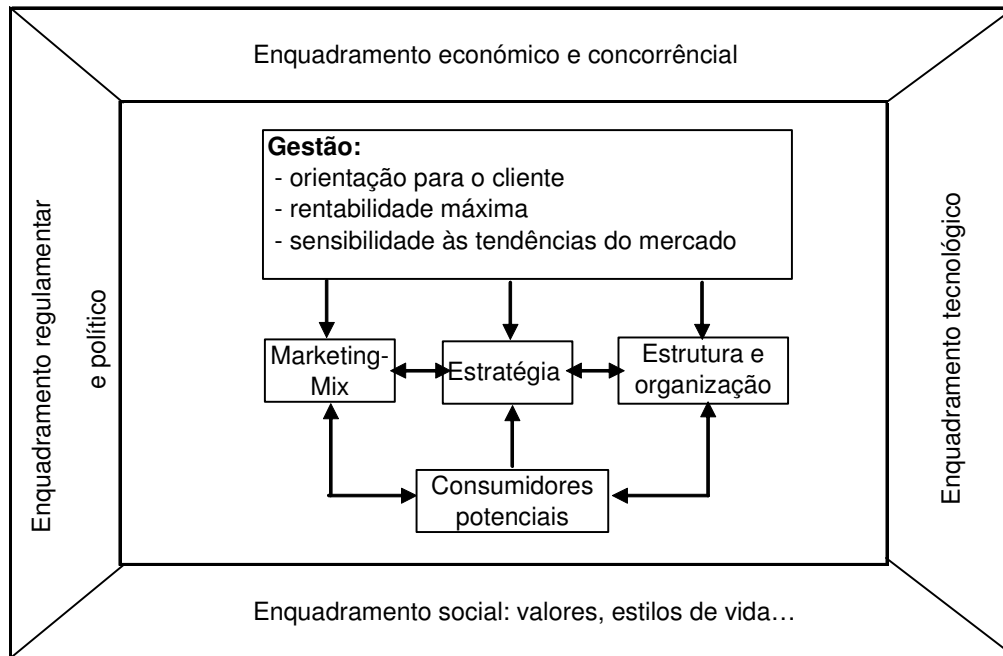 Enquadramento económico e concorrêncial
Enquadramento regulamentar
e político
Gestão:
- orientação para o cliente
- rentabilidade máxima
- sensibilidade às tendências do mercado
Marketing-
Mix
Estratégia
Estrutura e
organização
Consumidores
potenciais
Enquadramento tecnológico
Enquadramento social: valores, estilos de vida…